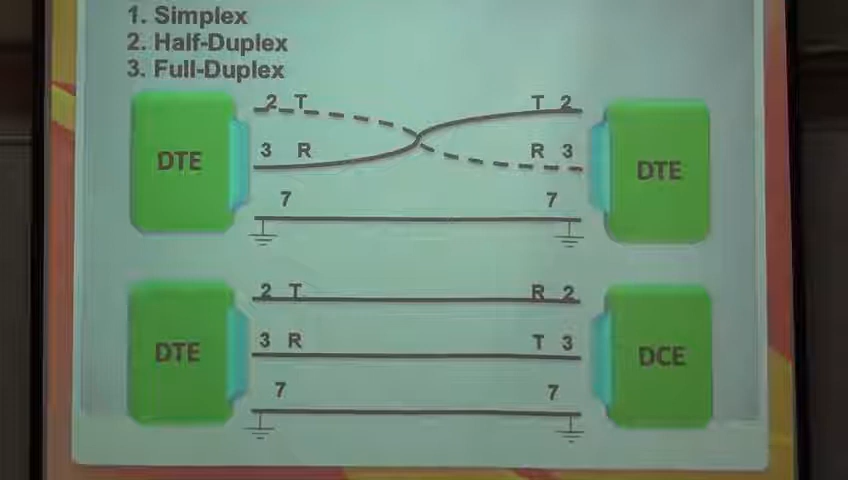 1. Simplex
2. Half-Duplex
3. Full-Duplex
2 T T 2
DTE 3 R R 3 DTE
7 7
2 T R 2
DTE 3 R T 3 DCE
7 7